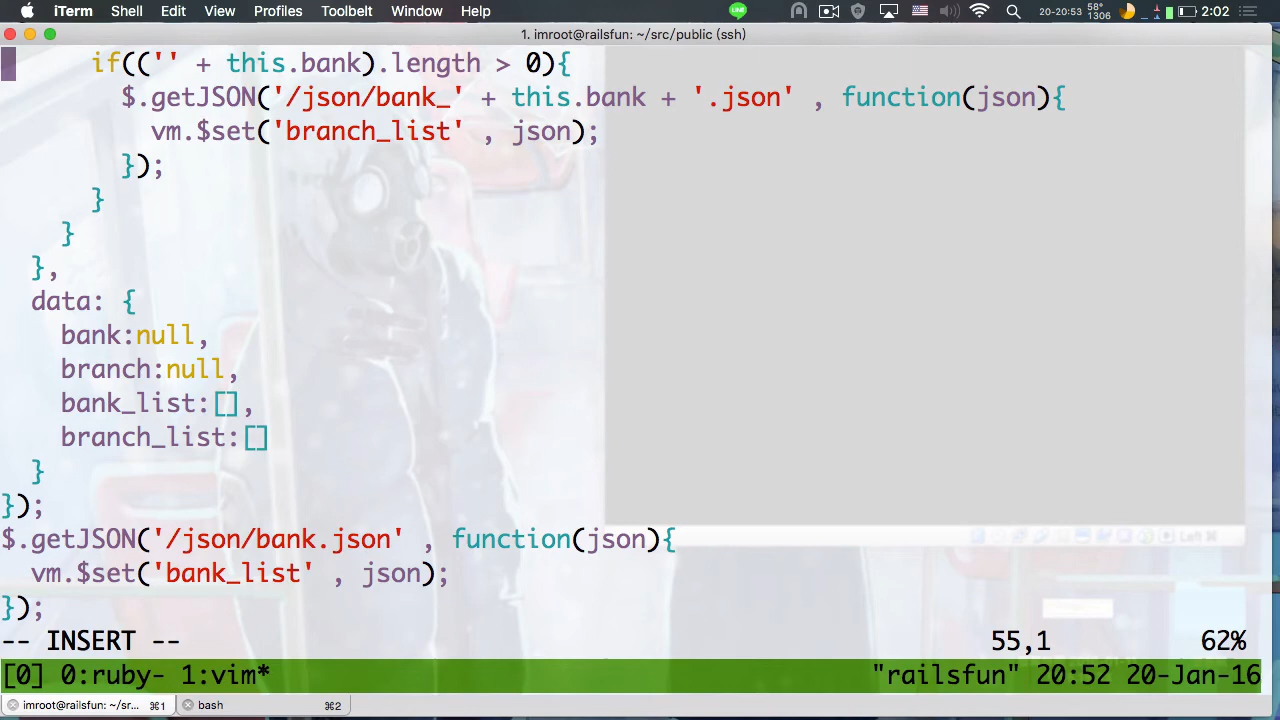 iTerm Shell Edit View Profiles Toolbelt Window Help 20-20:53 58° 1306 2:02
1. imroot@railsfun: ~/src/public (ssh)
if(('' + this.bank).length > 0){
$.getJSON('/json/bank_' + this.bank + '.json' , function(json){
vm.$set('branch_list' , json);
});
}
}
},
data: {
bank:null,
branch:null,
bank_list:[],
branch_list:[]
}
});
$.getJSON('/json/bank.json' , function(json){
vm.$set('bank_list' , json);
});
-- INSERT -- 55,1 62%
[0] 0:ruby- 1:vim* "railsfun" 20:52 20-Jan-16
imroot@railsfun: ~/sr... ⌘1 bash ⌘2